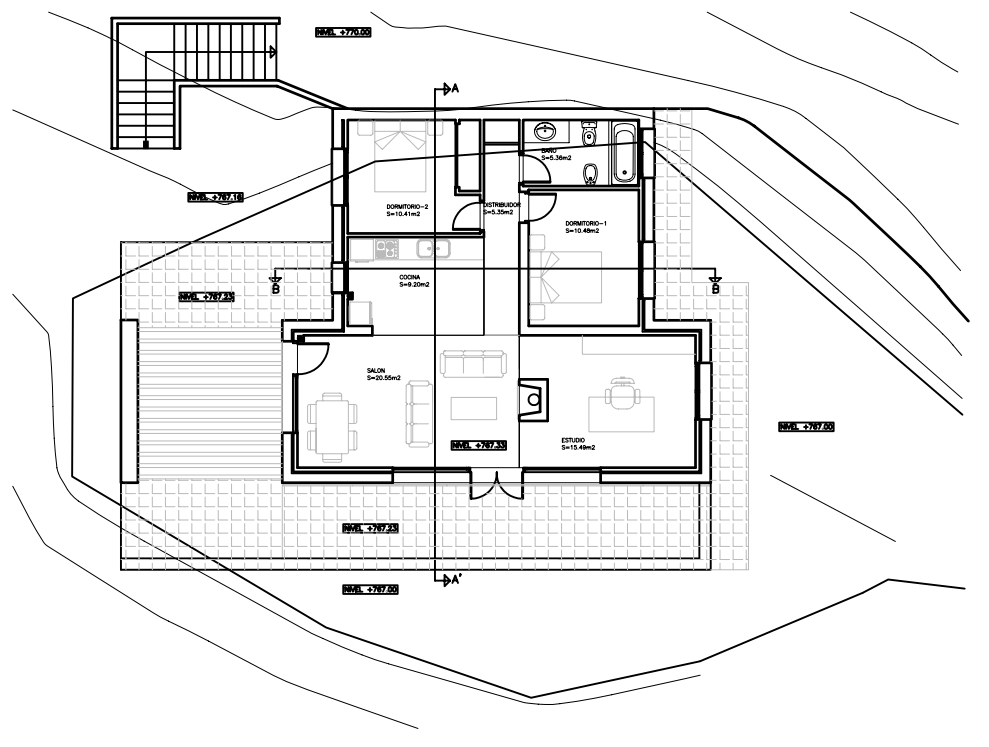 NIVEL +770.00
A
BAÑO
S=5.36m2
NIVEL +767.16
DORMITORIO-2
S=10.41m2
DISTRIBUIDOR
S=5.35m2
DORMITORIO-1
S=10.48m2
COCINA
S=9.20m2
B
B
NIVEL +767.23
SALON
S=20.55m2
NIVEL +767.00
ESTUDIO
S=15.49m2
NIVEL +767.33
NIVEL +767.23
A'
NIVEL +767.00